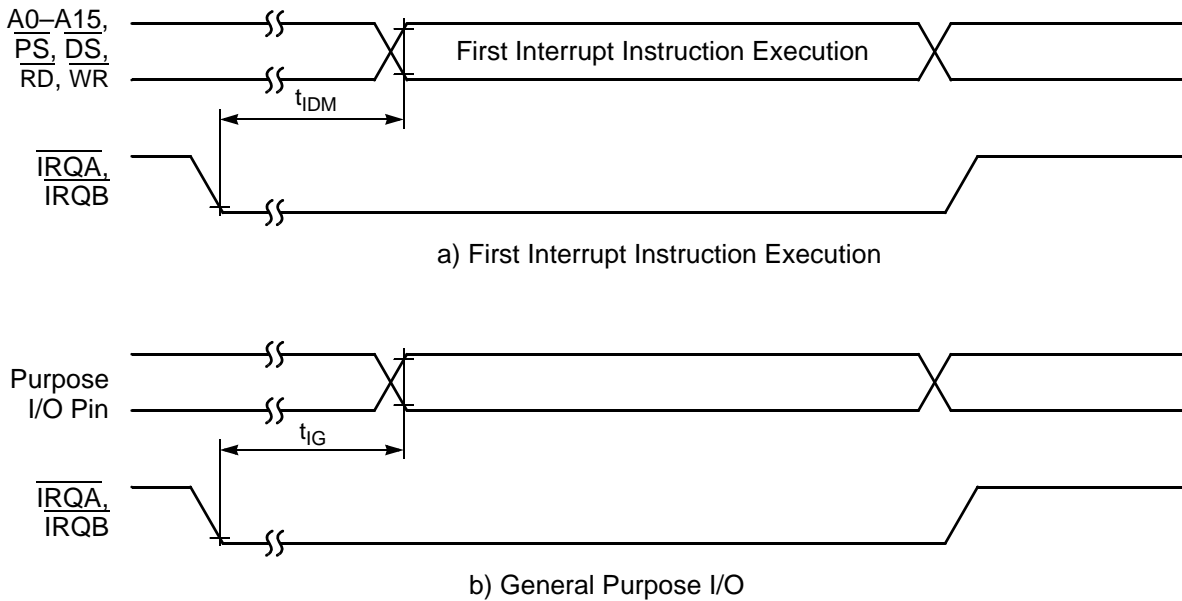 A0–A15,
PS, DS,
RD, WR
First Interrupt Instruction Execution
tIDM
IRQA,
IRQB
a) First Interrupt Instruction Execution
Purpose
I/O Pin
tIG
IRQA,
IRQB
b) General Purpose I/O